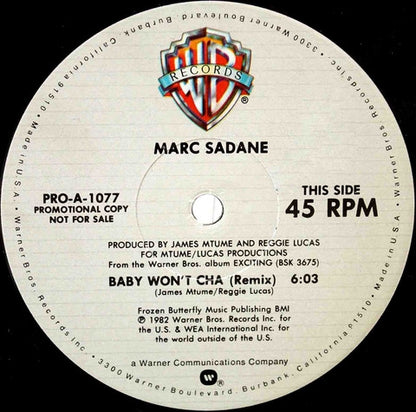 WB
RECORDS
®
MARC SADANE
PRO-A-1077
PROMOTIONAL COPY
NOT FOR SALE
THIS SIDE
45 RPM
PRODUCED BY JAMES MTUME AND REGGIE LUCAS
FOR MTUME/LUCAS PRODUCTIONS
From the Warner Bros. album EXCITING (BSK 3675)
BABY WON'T CHA (Remix) 6:03
(James Mtume/Reggie Lucas)
Frozen Butterfly Music Publishing BMI
℗ 1982 Warner Bros. Records Inc. for
the U.S. & WEA International Inc. for
the world outside of the U.S.
a Warner Communications Company
3300 Warner Boulevard, Burbank, California 91510 • Made in U.S.A. •